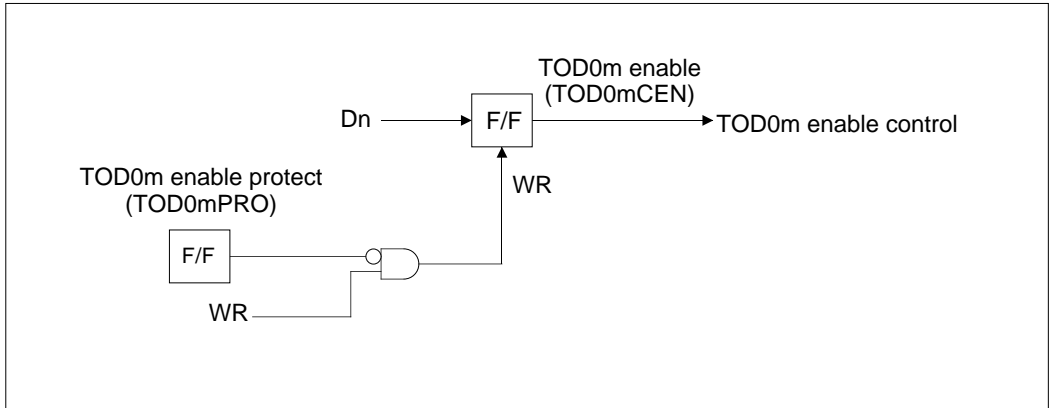 TOD0m enable
(TOD0mCEN)
Dn
F/F
TOD0m enable control
WR
TOD0m enable protect
(TOD0mPRO)
F/F
WR